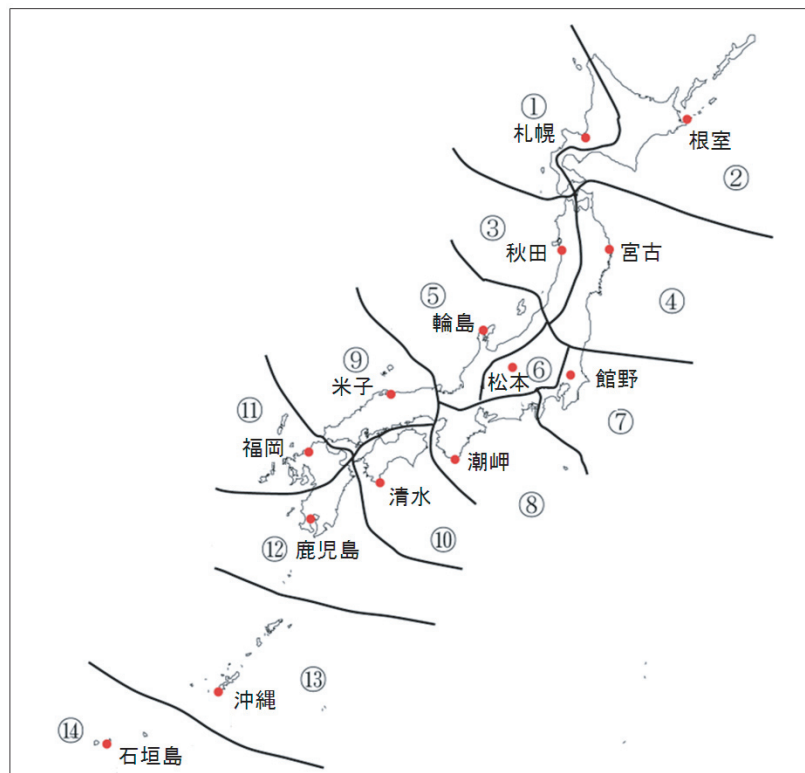 ①
札幌
根室
②
③
秋田
宮古
④
⑤
輪島
⑥
松本
館野
⑦
⑨
米子
⑪
福岡
潮岬
⑧
清水
⑩
⑫
鹿児島
⑬
沖縄
⑭
石垣島